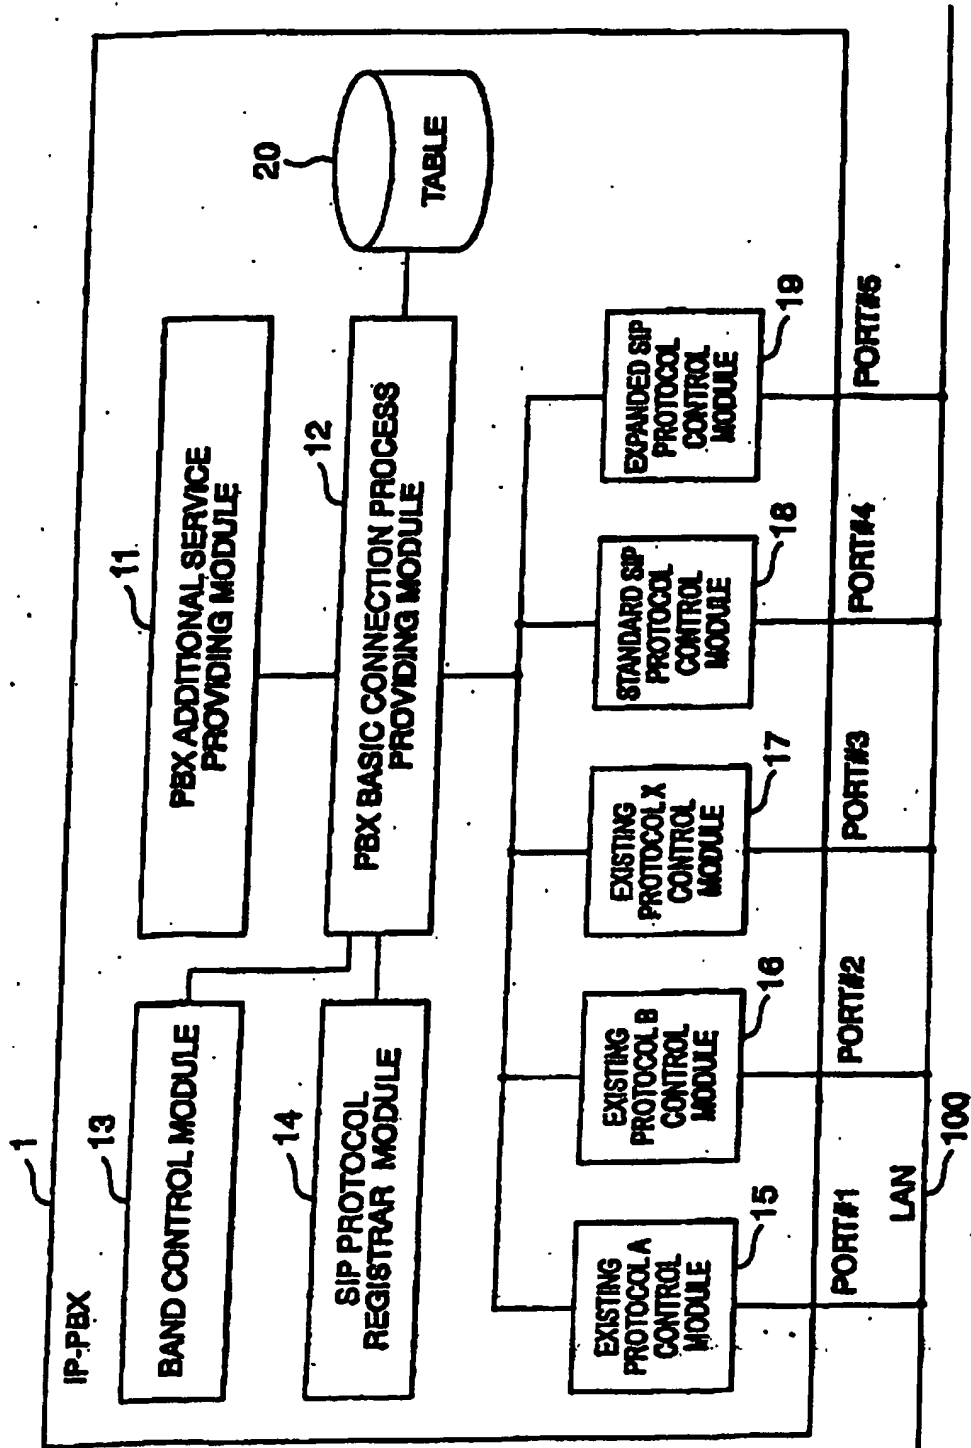 1
IP-PBX
13
BAND CONTROL MODULE
11
PBX ADDITIONAL SERVICE
PROVIDING MODULE
14
SIP PROTOCOL
REGISTRAR MODULE
12
PBX BASIC CONNECTION PROCESS
PROVIDING MODULE
20
TABLE
EXISTING
PROTOCOL A
CONTROL
MODULE
15
EXISTING
PROTOCOL B
CONTROL
MODULE
16
EXISTING
PROTOCOL X
CONTROL
MODULE
17
STANDARD SIP
PROTOCOL
CONTROL
MODULE
18
EXPANDED SIP
PROTOCOL
CONTROL
MODULE
19
PORT#1
PORT#2
PORT#3
PORT#4
PORT#5
LAN
100